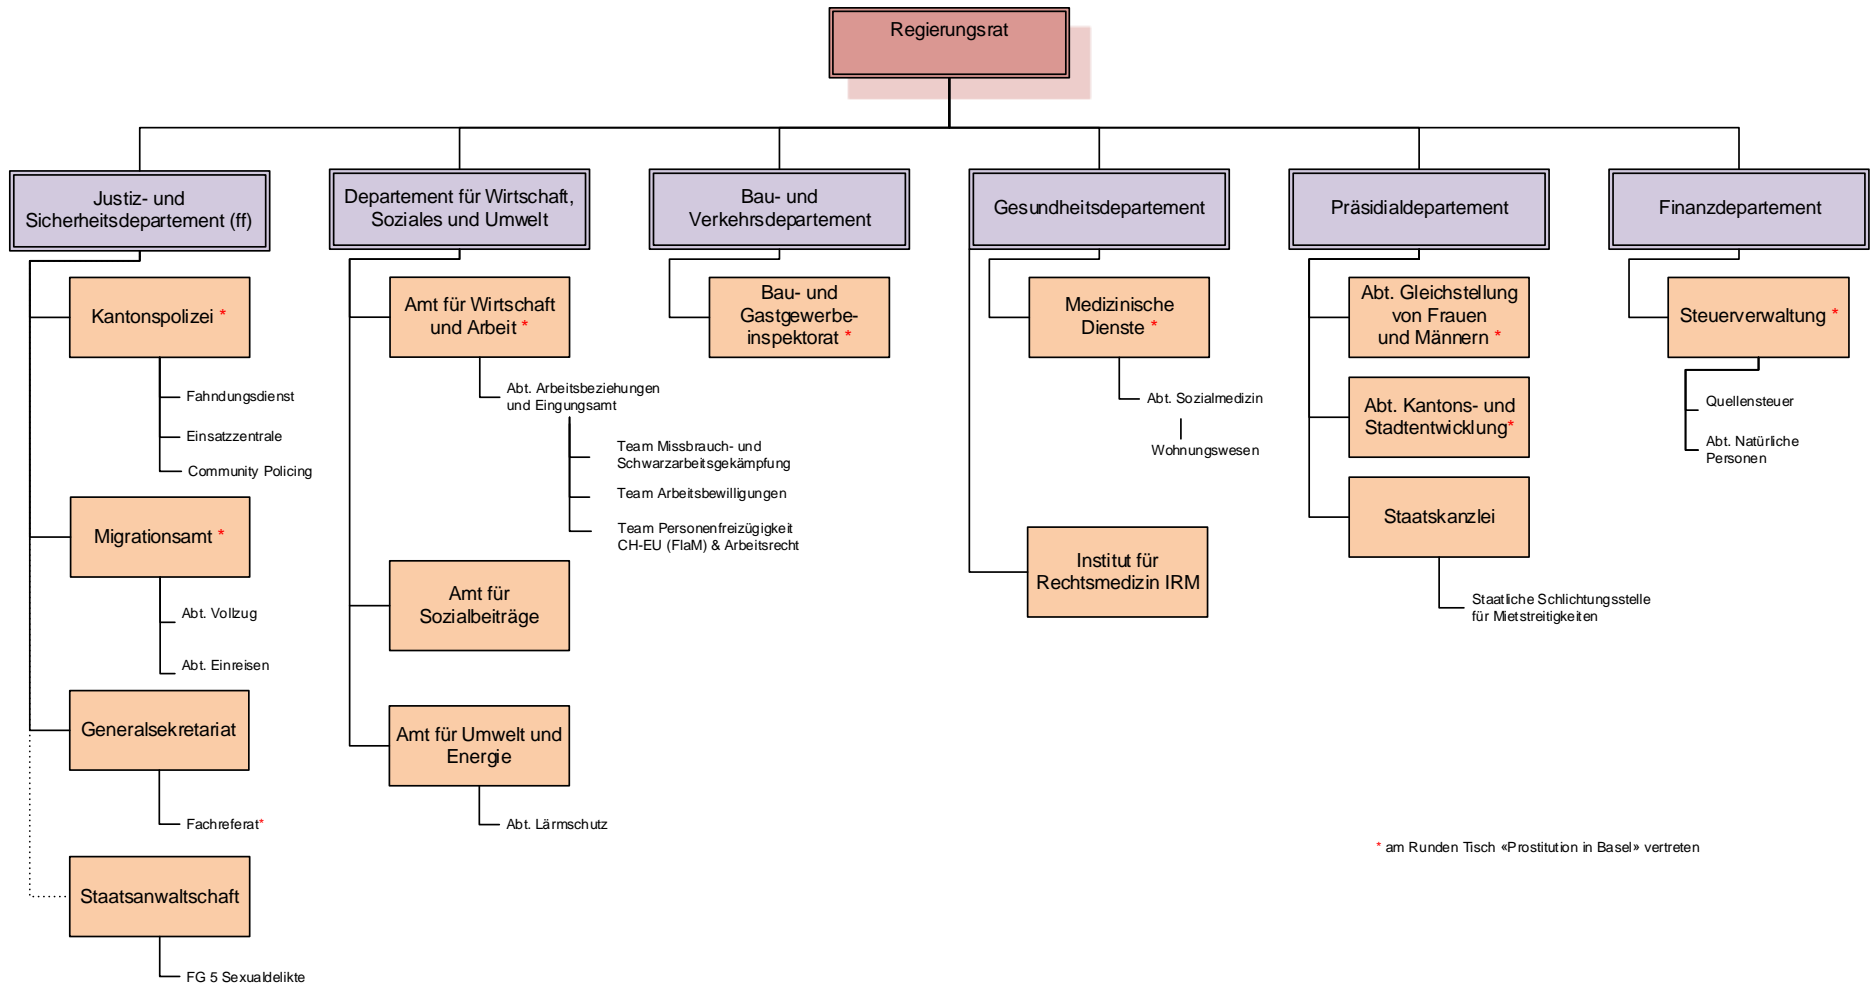 Regierungsrat
Justiz- und
Sicherheitsdepartement (ff)
Kantonspolizei *
Fahndungsdienst
Einsatzzentrale
Community Policing
Migrationsamt *
Abt. Vollzug
Abt. Einreisen
Generalsekretariat
Fachreferat*
Staatsanwaltschaft
FG 5 Sexualdelikte
Departement für Wirtschaft,
Soziales und Umwelt
Amt für Wirtschaft
und Arbeit *
Abt. Arbeitsbeziehungen
und Eingungsamt
Team Missbrauch- und
Schwarzarbeitsgekämpfung
Team Arbeitsbewilligungen
Team Personenfreizügigkeit
CH-EU (FlaM) & Arbeitsrecht
Amt für
Sozialbeiträge
Amt für Umwelt und
Energie
Abt. Lärmschutz
Bau- und
Verkehrsdepartement
Bau- und
Gastgewerbe-
inspektorat *
Gesundheitsdepartement
Medizinische
Dienste *
Abt. Sozialmedizin
Wohnungswesen
Institut für
Rechtsmedizin IRM
Präsidialdepartement
Abt. Gleichstellung
von Frauen
und Männern *
Abt. Kantons- und
Stadtentwicklung*
Staatskanzlei
Staatliche Schlichtungsstelle
für Mietstreitigkeiten
Finanzdepartement
Steuerverwaltung *
Quellensteuer
Abt. Natürliche
Personen
* am Runden Tisch «Prostitution in Basel» vertreten